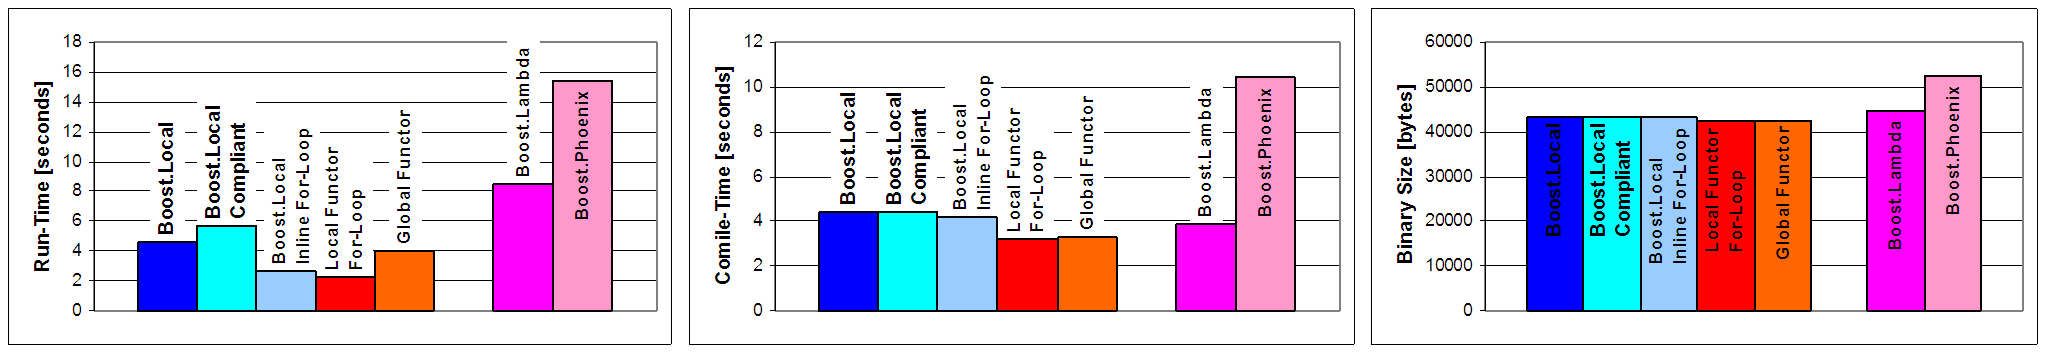 Run-Time [seconds]
18
16
14
12
10
8
6
4
2
0
Boost.Local
Boost.Local
Compliant
Boost.Local
Inline For-Loop
Local Functor
For-Loop
Global Functor
Boost.Lambda
Boost.Phoenix
Comile-Time [seconds]
12
10
8
6
4
2
0
Boost.Local
Boost.Local
Compliant
Boost.Local
Inline For-Loop
Local Functor
For-Loop
Global Functor
Boost.Lambda
Boost.Phoenix
Binary Size [bytes]
60000
50000
40000
30000
20000
10000
0
Boost.Local
Boost.Local
Compliant
Boost.Local
Inline For-Loop
Local Functor
For-Loop
Global Functor
Boost.Lambda
Boost.Phoenix